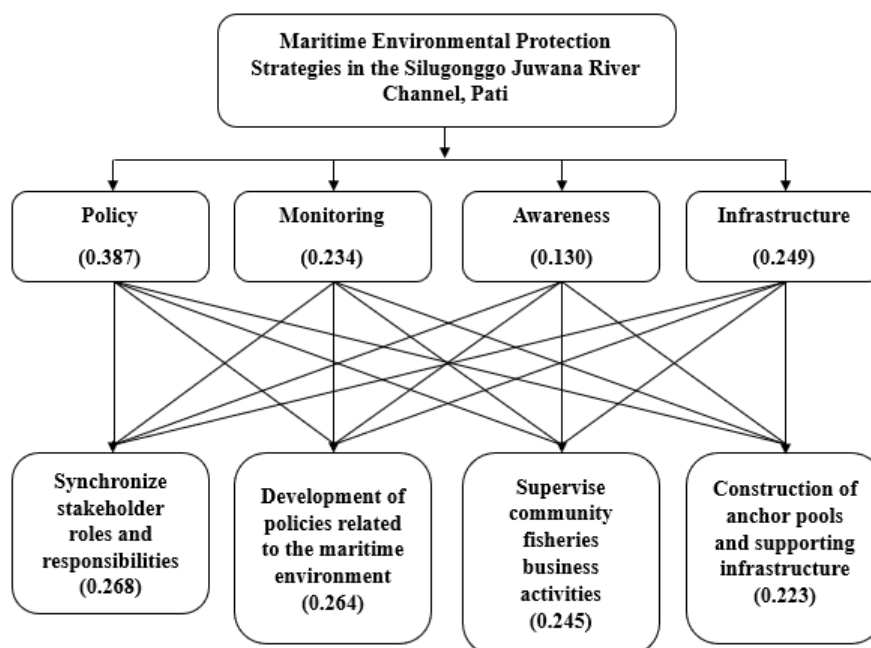 Maritime Environmental Protection
Strategies in the Silugonggo Juwana River
Channel, Pati
Policy
(0.387)
Monitoring
(0.234)
Awareness
(0.130)
Infrastructure
(0.249)
Synchronize
stakeholder
roles and
responsibilities
(0.268)
Development of
policies related
to the maritime
environment
(0.264)
Supervise
community
fisheries
business
activities
(0.245)
Construction of
anchor pools
and supporting
infrastructure
(0.223)